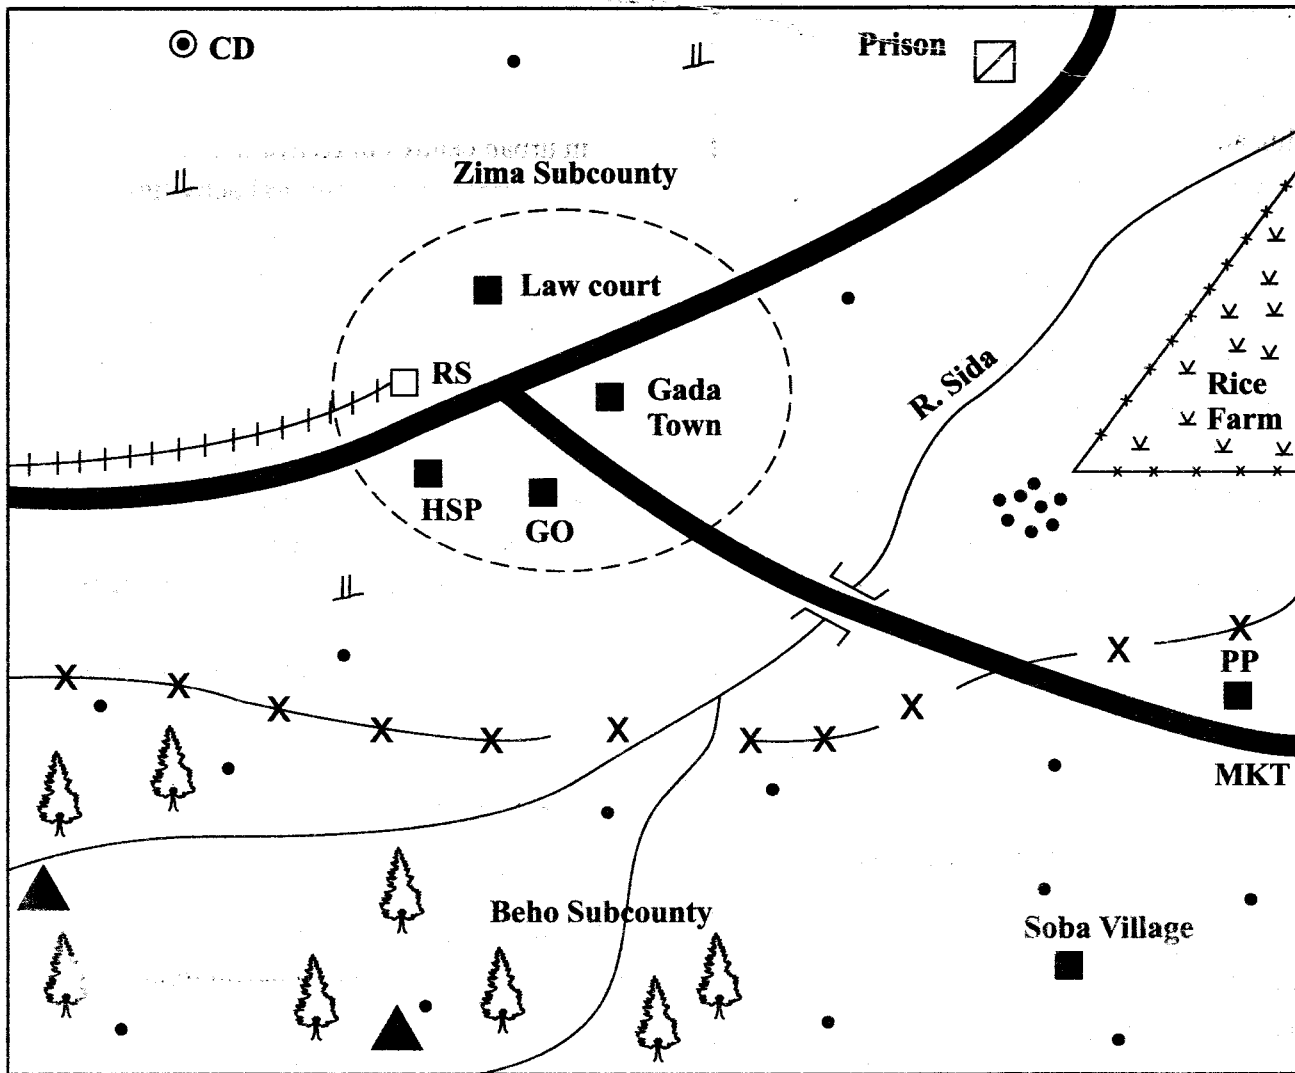 CD
Prison
Zima Subcounty
Law court
RS
Gada
Town
R. Sida
Rice
Farm
HSP
GO
PP
MKT
Beho Subcounty
Soba Village